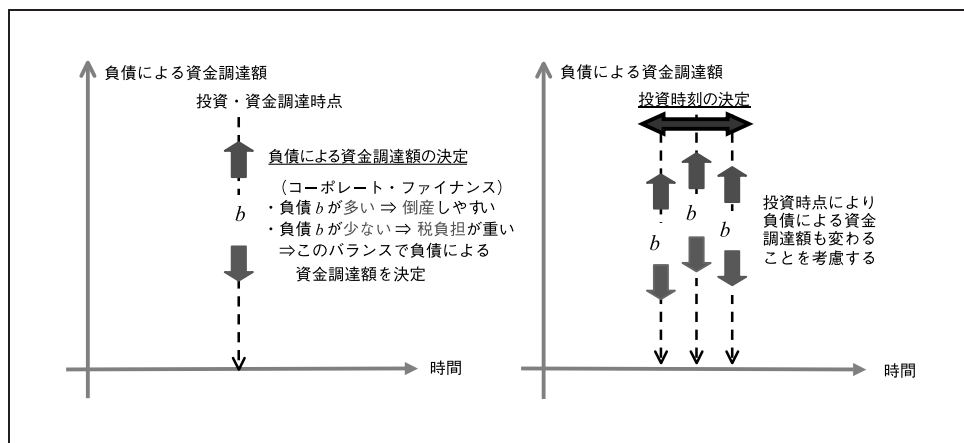 負債による資金調達額
投資・資金調達時点
負債による資金調達額の決定
（コーポレート・ファイナンス）
・負債 b が多い ⇒ 倒産しやすい
・負債 b が少ない ⇒ 税負担が重い
⇒このバランスで負債による
資金調達額を決定
b
時間
負債による資金調達額
投資時刻の決定
b
b
b
投資時点により
負債による資金
調達額も変わる
ことを考慮する
時間